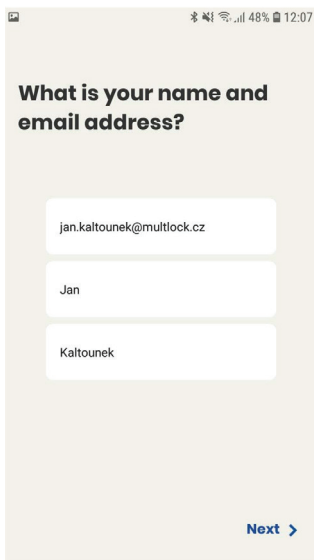 48% 12:07
What is your name and
email address?
jan.kaltounek@multlock.cz
Jan
Kaltounek
Next